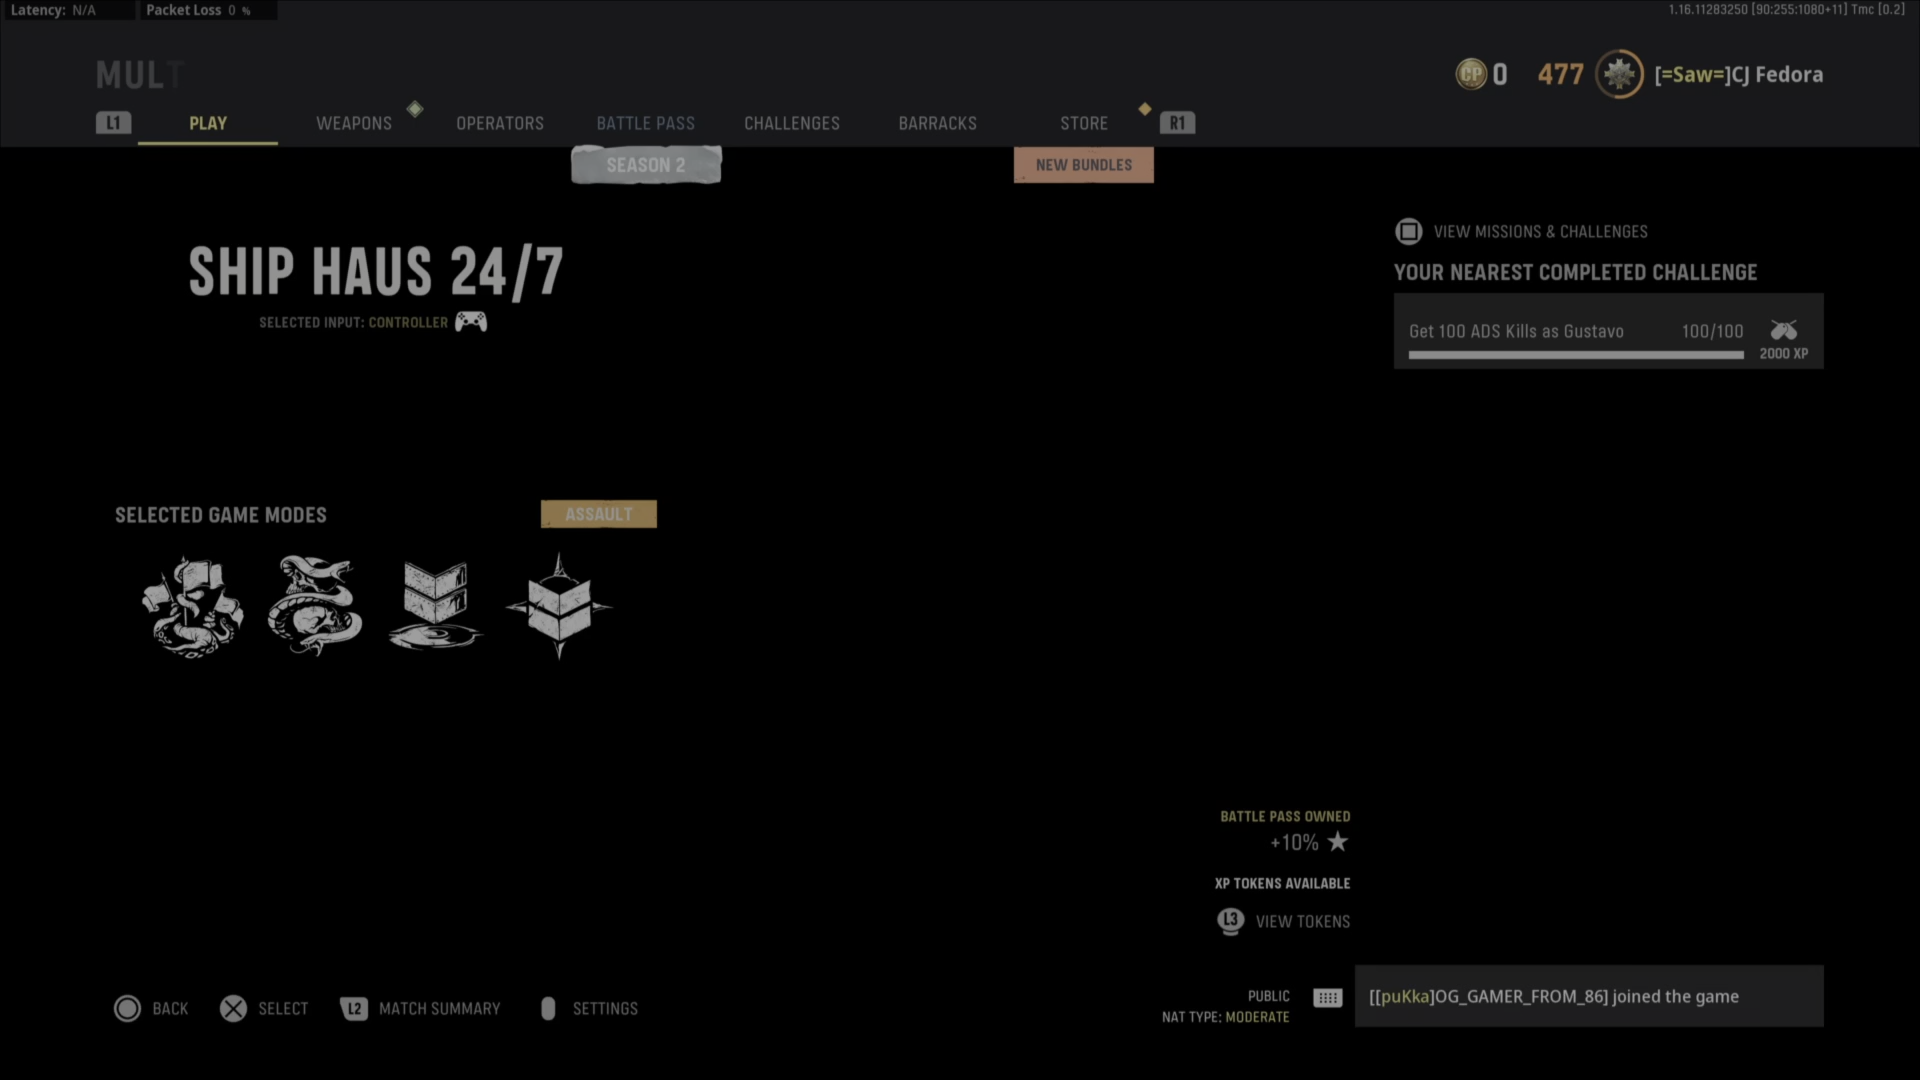 Latency: N/A Packet Loss 0 %
1.16.11283250 [90:255:1080+11] Tmc [0.2]
MULT
CP 0 477 [=Saw=]CJ Fedora
L1 PLAY WEAPONS OPERATORS BATTLE PASS CHALLENGES BARRACKS STORE R1
SEASON 2
NEW BUNDLES
SHIP HAUS 24/7
SELECTED INPUT: CONTROLLER
VIEW MISSIONS & CHALLENGES
YOUR NEAREST COMPLETED CHALLENGE
Get 100 ADS Kills as Gustavo 100/100
2000 XP
SELECTED GAME MODES
ASSAULT
BATTLE PASS OWNED
+10%
XP TOKENS AVAILABLE
L3 VIEW TOKENS
BACK SELECT L2 MATCH SUMMARY SETTINGS
PUBLIC
NAT TYPE: MODERATE
[[puKka]OG_GAMER_FROM_86] joined the game